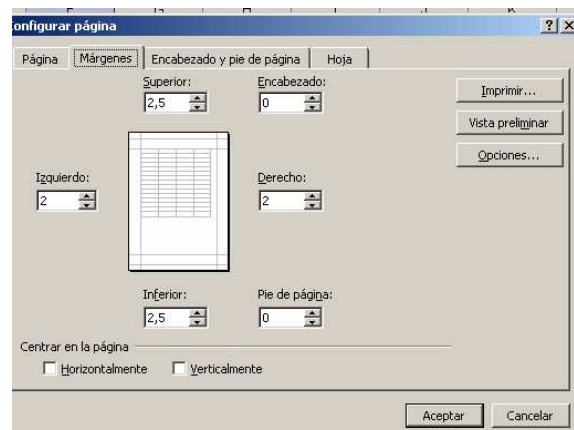 onfigurar página
Página Márgenes Encabezado y pie de página Hoja
Superior: Encabezado:
2,5 0
Imprimir...
Vista preliminar
Opciones...
Izquierdo: Derecho:
2 2
Inferior: Pie de página:
2,5 0
Centrar en la página
Horizontalmente Verticalmente
Aceptar Cancelar